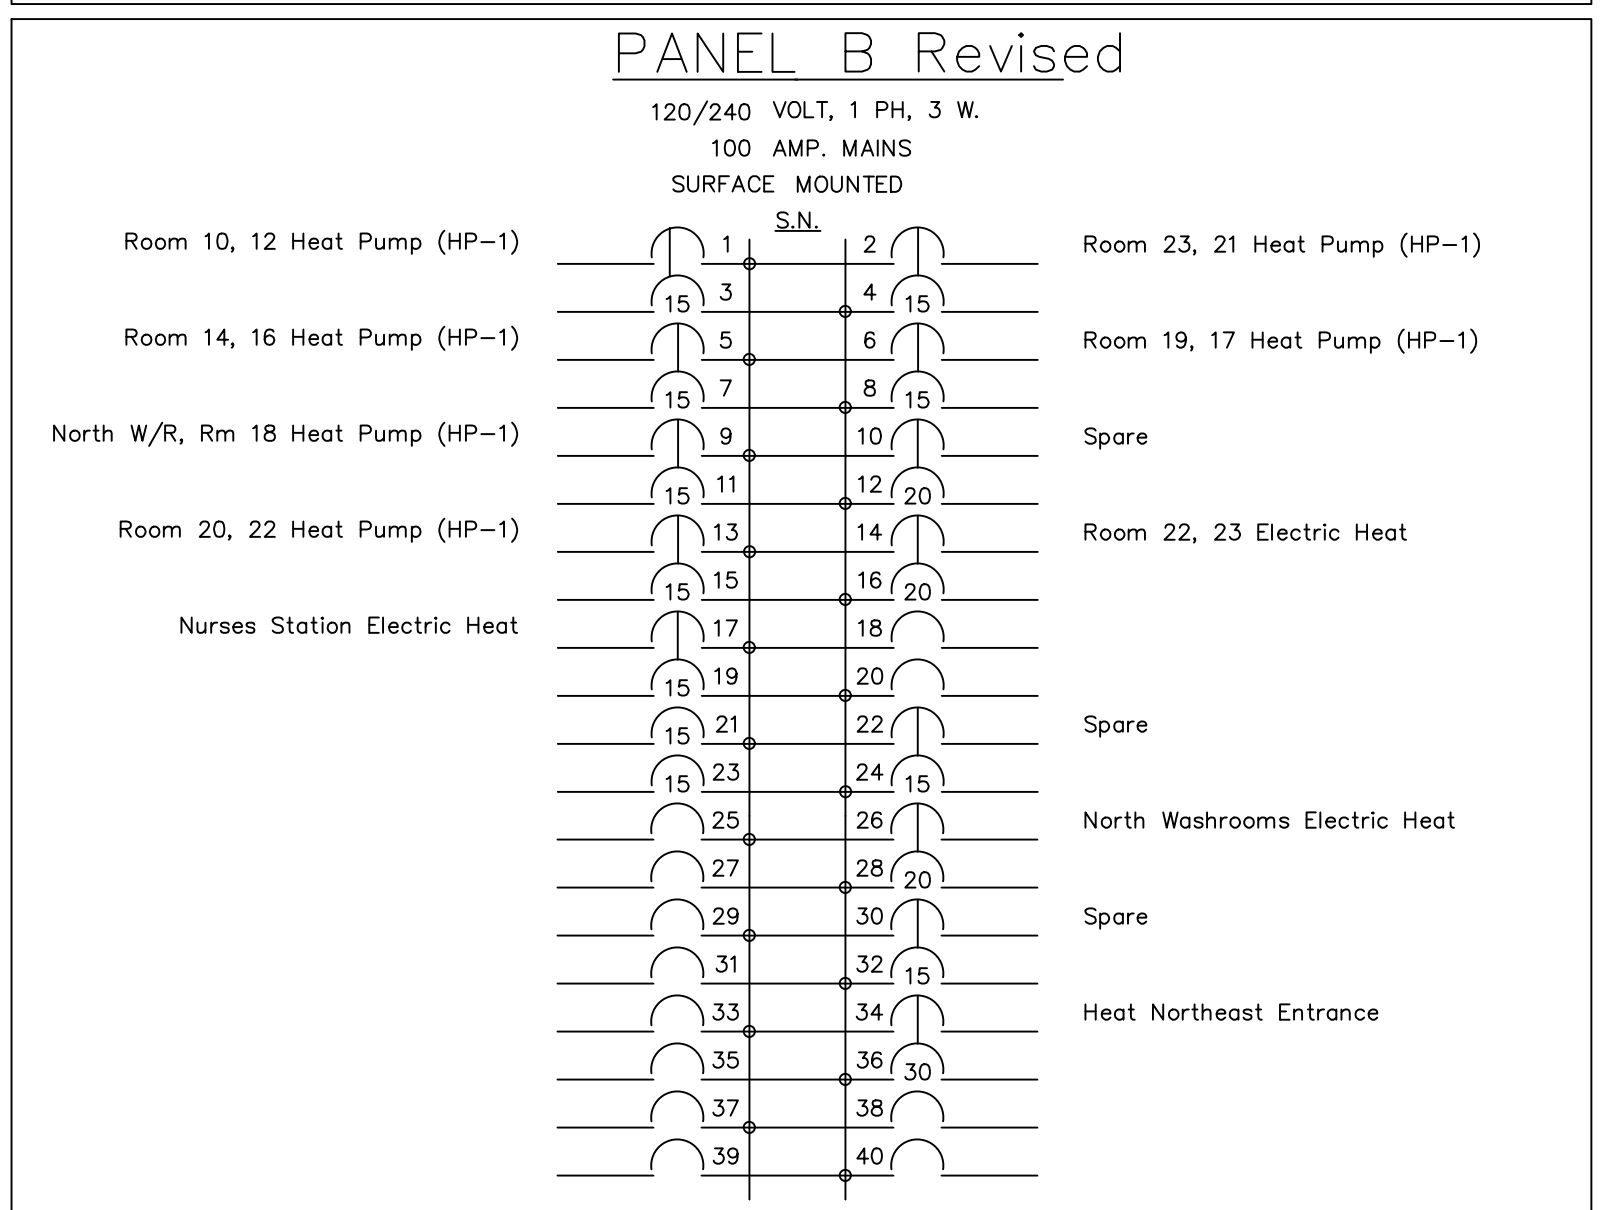 PANEL B Revised
120/240 VOLT, 1 PH, 3 W.
100 AMP. MAINS
SURFACE MOUNTED
S.N.
Room 10, 12 Heat Pump (HP-1) 1 2 Room 23, 21 Heat Pump (HP-1)
15 3 4 15
Room 14, 16 Heat Pump (HP-1) 5 6 Room 19, 17 Heat Pump (HP-1)
15 7 8 15
North W/R, Rm 18 Heat Pump (HP-1) 9 10 Spare
15 11 12 20
Room 20, 22 Heat Pump (HP-1) 13 14 Room 22, 23 Electric Heat
15 15 16 20
Nurses Station Electric Heat 17 18
15 19 20
15 21 22 Spare
15 23 24 15
25 26 North Washrooms Electric Heat
27 28 20
29 30 Spare
31 32 15
33 34 Heat Northeast Entrance
35 36 30
37 38
39 40